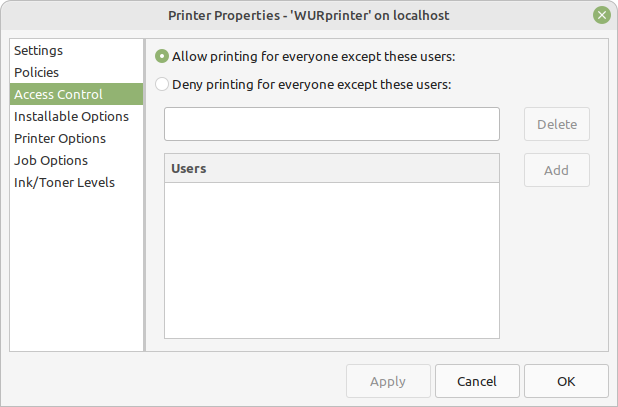 Printer Properties - 'WURprinter' on localhost
Settings
Policies
Access Control
Installable Options
Printer Options
Job Options
Ink/Toner Levels
Allow printing for everyone except these users:
Deny printing for everyone except these users:
Delete
Users
Add
Apply
Cancel
OK